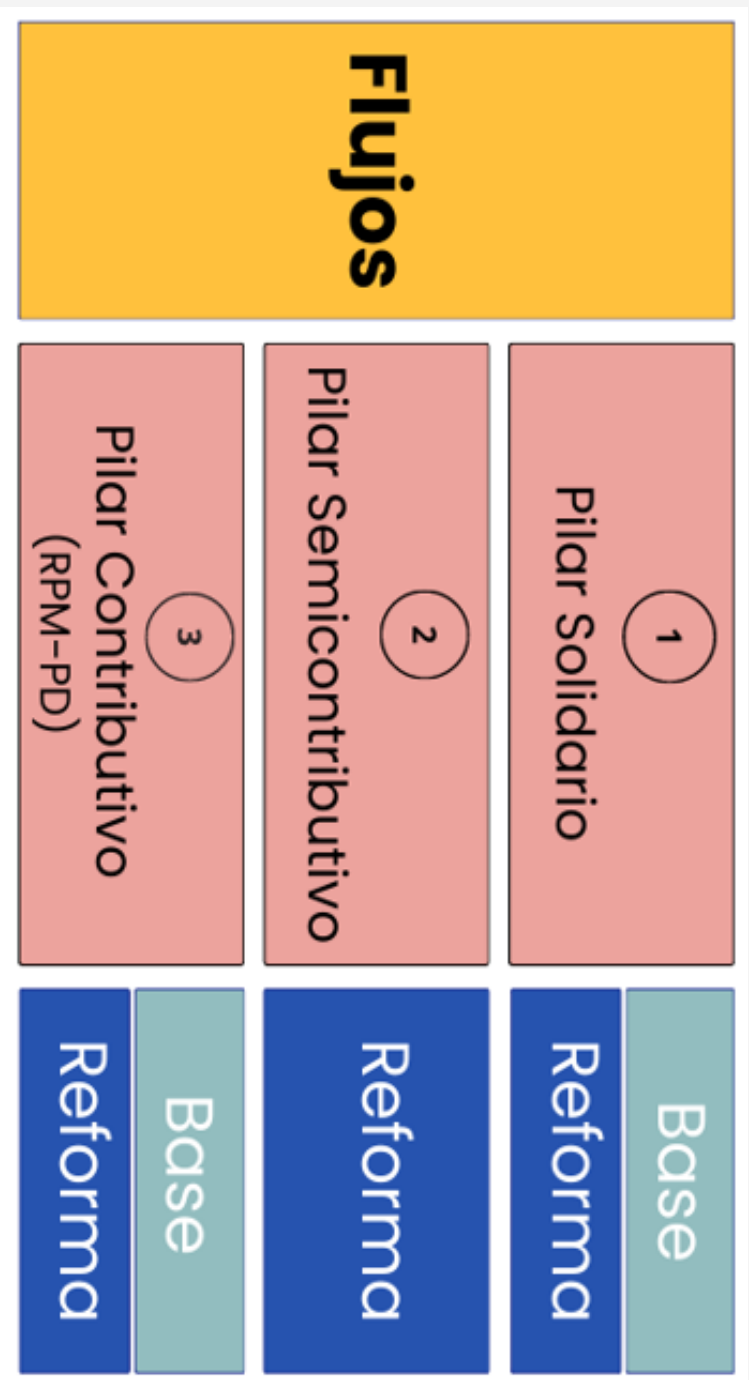 Flujos
1
Pilar Solidario
Base
Reforma
2
Pilar Semicontributivo
Reforma
3
Pilar Contributivo
(RPM-PD)
Base
Reforma